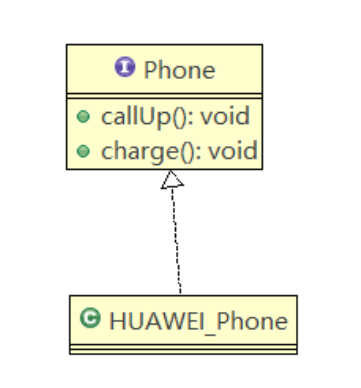 I Phone
callUp(): void
charge(): void
C HUAWEI_Phone